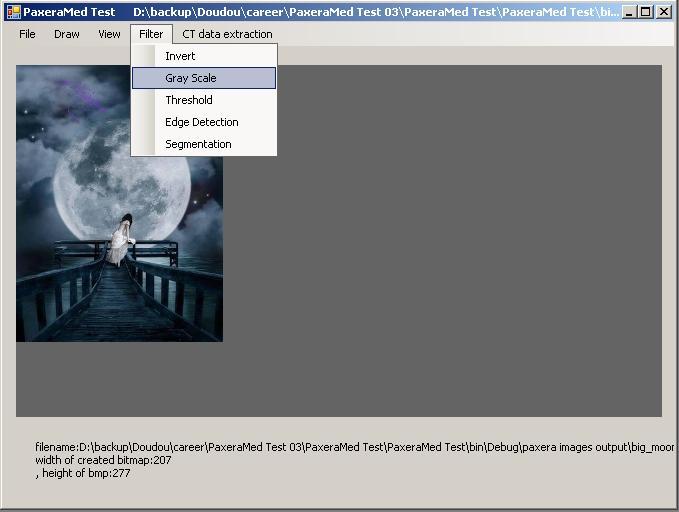 PaxeraMed Test D:\backup\Doudou\career\PaxeraMed Test 03\PaxeraMed Test\PaxeraMed Test\bi...
File Draw View Filter CT data extraction
Invert
Gray Scale
Threshold
Edge Detection
Segmentation
filename:D:\backup\Doudou\career\PaxeraMed Test 03\PaxeraMed Test\PaxeraMed Test\bin\Debug\paxera images output\big_moon
width of created bitmap:207
, height of bmp:277